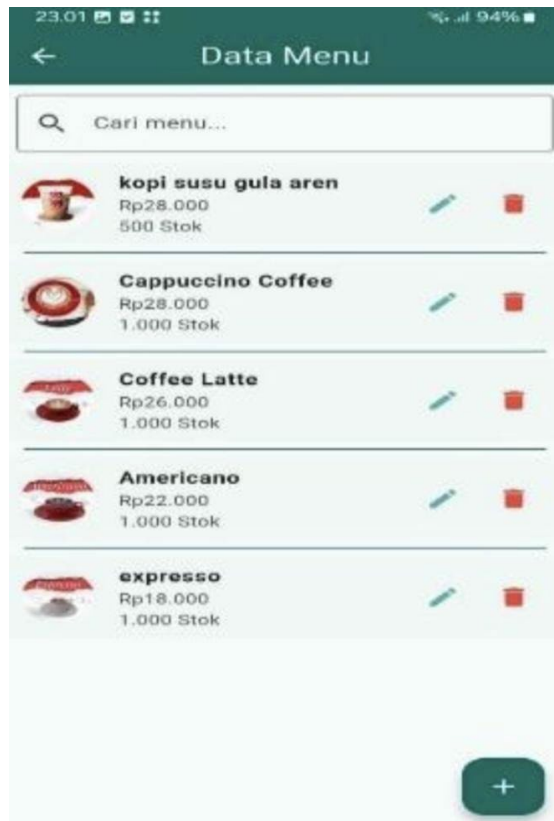 23.01 94%
Data Menu
Cari menu...
kopi susu gula aren
Rp28.000
500 Stok
Cappuccino Coffee
Rp28.000
1.000 Stok
Coffee Latte
Rp26.000
1.000 Stok
Americano
Rp22.000
1.000 Stok
expresso
Rp18.000
1.000 Stok